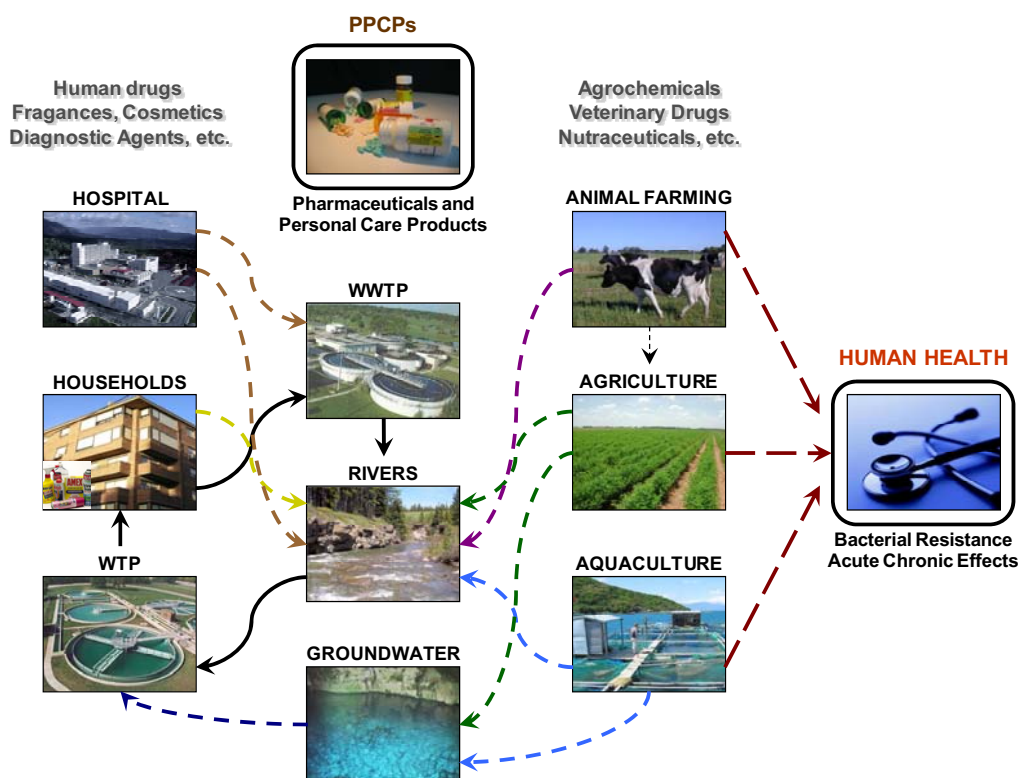 PPCPs
Human drugs
Fragances, Cosmetics
Diagnostic Agents, etc.
Agrochemicals
Veterinary Drugs
Nutraceuticals, etc.
Pharmaceuticals and
Personal Care Products
HOSPITAL
ANIMAL FARMING
WWTP
HOUSEHOLDS
AGRICULTURE
HUMAN HEALTH
RIVERS
Bacterial Resistance
Acute Chronic Effects
WTP
AQUACULTURE
GROUNDWATER